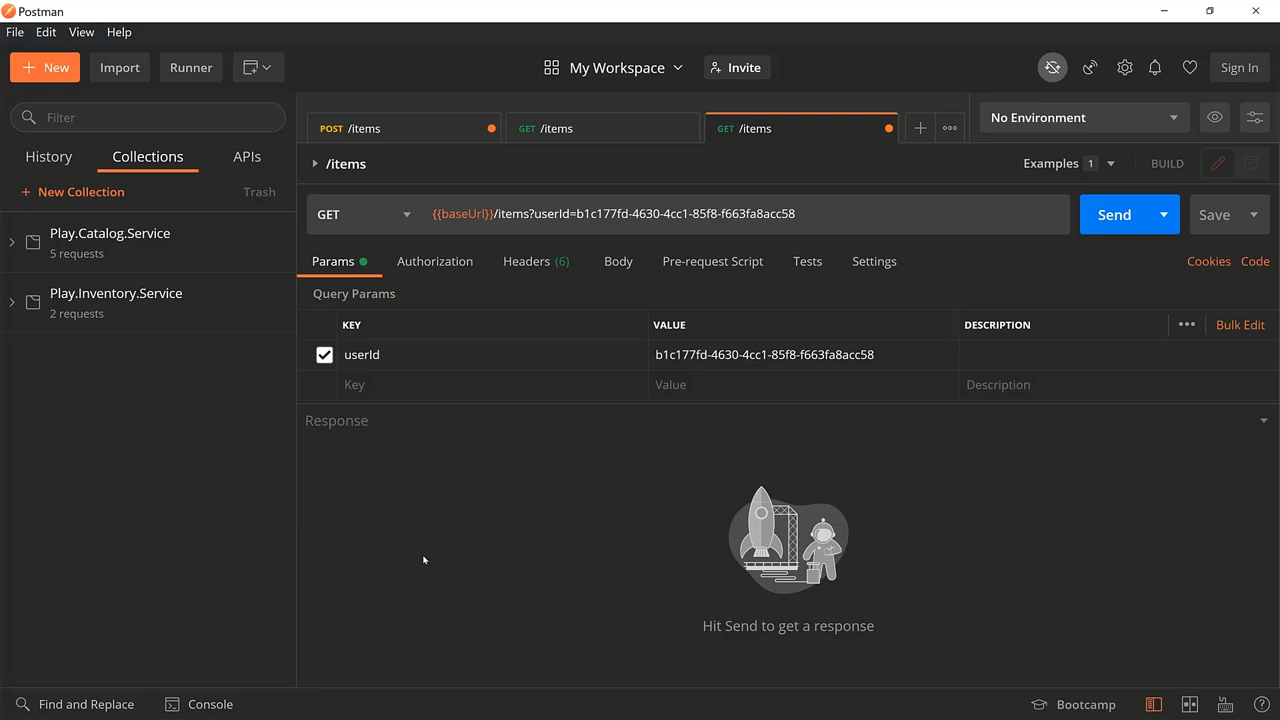 Postman
File Edit View Help
+ New Import Runner My Workspace Invite Sign In
Filter
History Collections APIs
+ New Collection Trash
Play.Catalog.Service
5 requests
Play.Inventory.Service
2 requests
POST /items GET /items GET /items No Environment
/items Examples 1 BUILD
GET {{baseUrl}}/items?userId=b1c177fd-4630-4cc1-85f8-f663fa8acc58 Send Save
Params Authorization Headers (6) Body Pre-request Script Tests Settings Cookies Code
Query Params
KEY VALUE DESCRIPTION Bulk Edit
userId b1c177fd-4630-4cc1-85f8-f663fa8acc58
Key Value Description
Response
Hit Send to get a response
Find and Replace Console Bootcamp